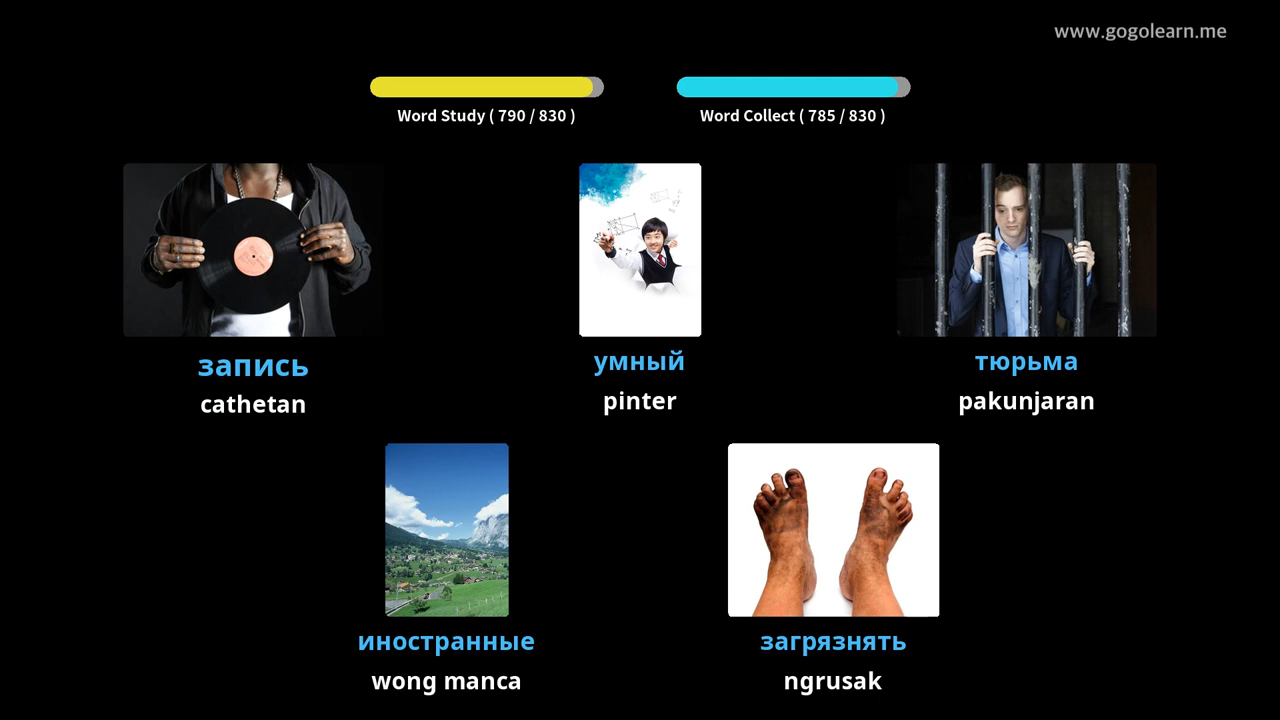 www.gogolearn.me
Word Study ( 790 / 830 )
Word Collect ( 785 / 830 )
запись
cathetan
умный
pinter
тюрьма
pakunjaran
иностранные
wong manca
загрязнять
ngrusak